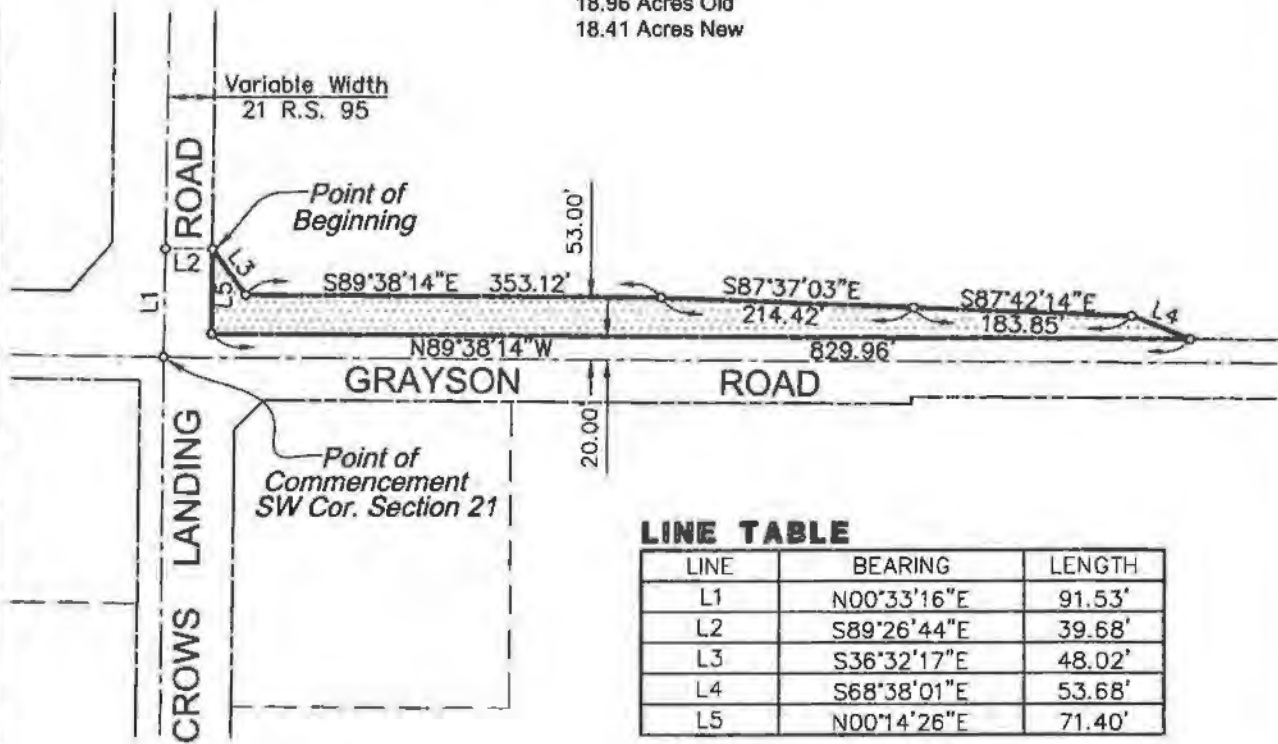 18.96 Acres Old
18.41 Acres New
Variable Width
21 R.S. 95
ROAD
Point of
Beginning
53.00'
L2
L3
L1
L5
S89°38'14"E 353.12'
S87°37'03"E
214.42'
S87°42'14"E
183.85'
L4
N89°38'14"W 829.96'
GRAYSON ROAD
20.00'
Point of
Commencement
SW Cor. Section 21
CROWS LANDING
LINE TABLE
LINE BEARING LENGTH
L1 N00°33'16"E 91.53'
L2 S89°26'44"E 39.68'
L3 S36°32'17"E 48.02'
L4 S68°38'01"E 53.68'
L5 N00°14'26"E 71.40'